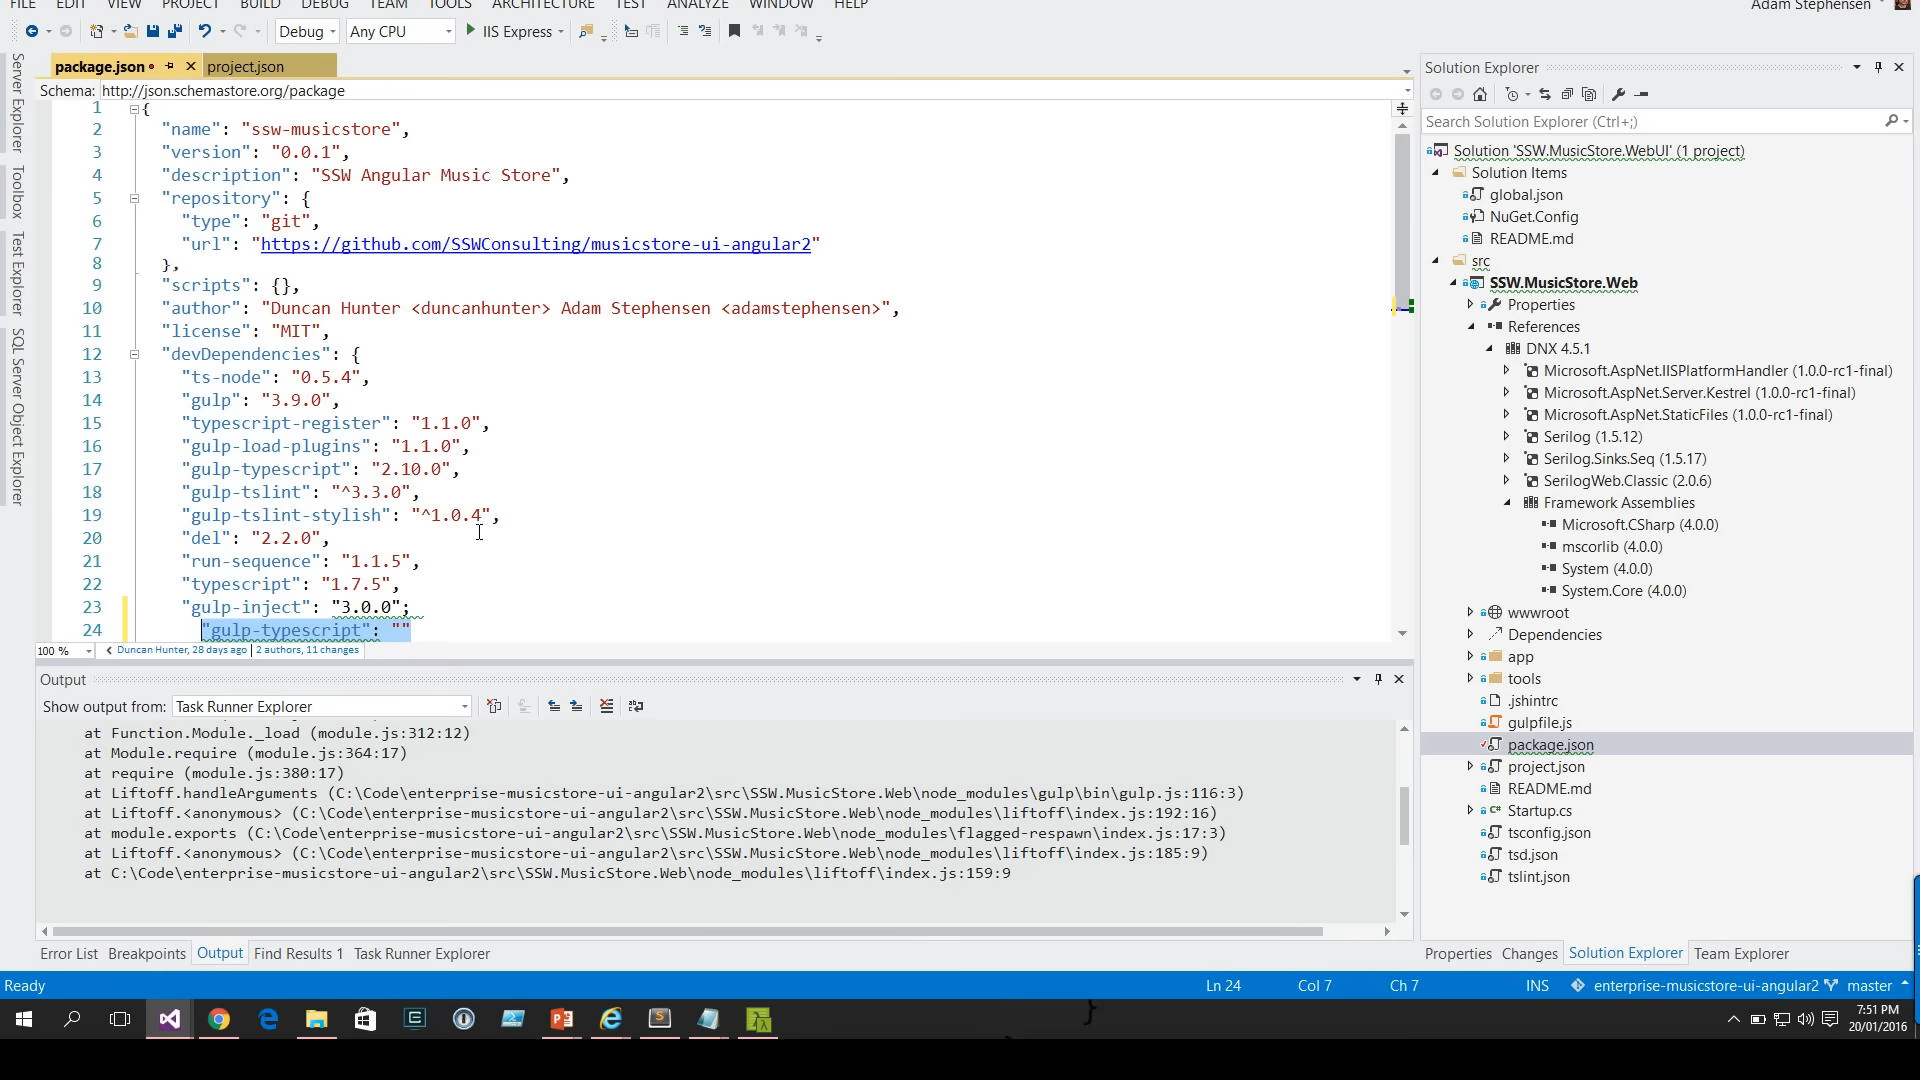 FILE EDIT VIEW PROJECT BUILD DEBUG TEAM TOOLS ARCHITECTURE TEST ANALYZE WINDOW HELP
Adam Stephensen
Debug Any CPU IIS Express
package.json project.json
Schema: http://json.schemastore.org/package
Server Explorer
Toolbox
Test Explorer
SQL Server Object Explorer
1 {
2 "name": "ssw-musicstore",
3 "version": "0.0.1",
4 "description": "SSW Angular Music Store",
5 "repository": {
6 "type": "git",
7 "url": "https://github.com/SSWConsulting/musicstore-ui-angular2"
8 },
9 "scripts": {},
10 "author": "Duncan Hunter <duncanhunter> Adam Stephensen <adamstephensen>",
11 "license": "MIT",
12 "devDependencies": {
13 "ts-node": "0.5.4",
14 "gulp": "3.9.0",
15 "typescript-register": "1.1.0",
16 "gulp-load-plugins": "1.1.0",
17 "gulp-typescript": "2.10.0",
18 "gulp-tslint": "^3.3.0",
19 "gulp-tslint-stylish": "^1.0.4",
20 "del": "2.2.0",
21 "run-sequence": "1.1.5",
22 "typescript": "1.7.5",
23 "gulp-inject": "3.0.0";
24 "gulp-typescript": ""
100 % Duncan Hunter, 28 days ago | 2 authors, 11 changes
Output
Show output from: Task Runner Explorer
at Function.Module._load (module.js:312:12)
at Module.require (module.js:364:17)
at require (module.js:380:17)
at Liftoff.handleArguments (C:\Code\enterprise-musicstore-ui-angular2\src\SSW.MusicStore.Web\node_modules\gulp\bin\gulp.js:116:3)
at Liftoff.<anonymous> (C:\Code\enterprise-musicstore-ui-angular2\src\SSW.MusicStore.Web\node_modules\liftoff\index.js:192:16)
at module.exports (C:\Code\enterprise-musicstore-ui-angular2\src\SSW.MusicStore.Web\node_modules\flagged-respawn\index.js:17:3)
at Liftoff.<anonymous> (C:\Code\enterprise-musicstore-ui-angular2\src\SSW.MusicStore.Web\node_modules\liftoff\index.js:185:9)
at C:\Code\enterprise-musicstore-ui-angular2\src\SSW.MusicStore.Web\node_modules\liftoff\index.js:159:9
Error List Breakpoints Output Find Results 1 Task Runner Explorer
Solution Explorer
Search Solution Explorer (Ctrl+;)
Solution 'SSW.MusicStore.WebUI' (1 project)
Solution Items
global.json
NuGet.Config
README.md
src
SSW.MusicStore.Web
Properties
References
DNX 4.5.1
Microsoft.AspNet.IISPlatformHandler (1.0.0-rc1-final)
Microsoft.AspNet.Server.Kestrel (1.0.0-rc1-final)
Microsoft.AspNet.StaticFiles (1.0.0-rc1-final)
Serilog (1.5.12)
Serilog.Sinks.Seq (1.5.17)
SerilogWeb.Classic (2.0.6)
Framework Assemblies
Microsoft.CSharp (4.0.0)
mscorlib (4.0.0)
System (4.0.0)
System.Core (4.0.0)
wwwroot
Dependencies
app
tools
.jshintrc
gulpfile.js
package.json
project.json
README.md
Startup.cs
tsconfig.json
tsd.json
tslint.json
Properties Changes Solution Explorer Team Explorer
Ready Ln 24 Col 7 Ch 7 INS enterprise-musicstore-ui-angular2 master
}
7:51 PM
20/01/2016